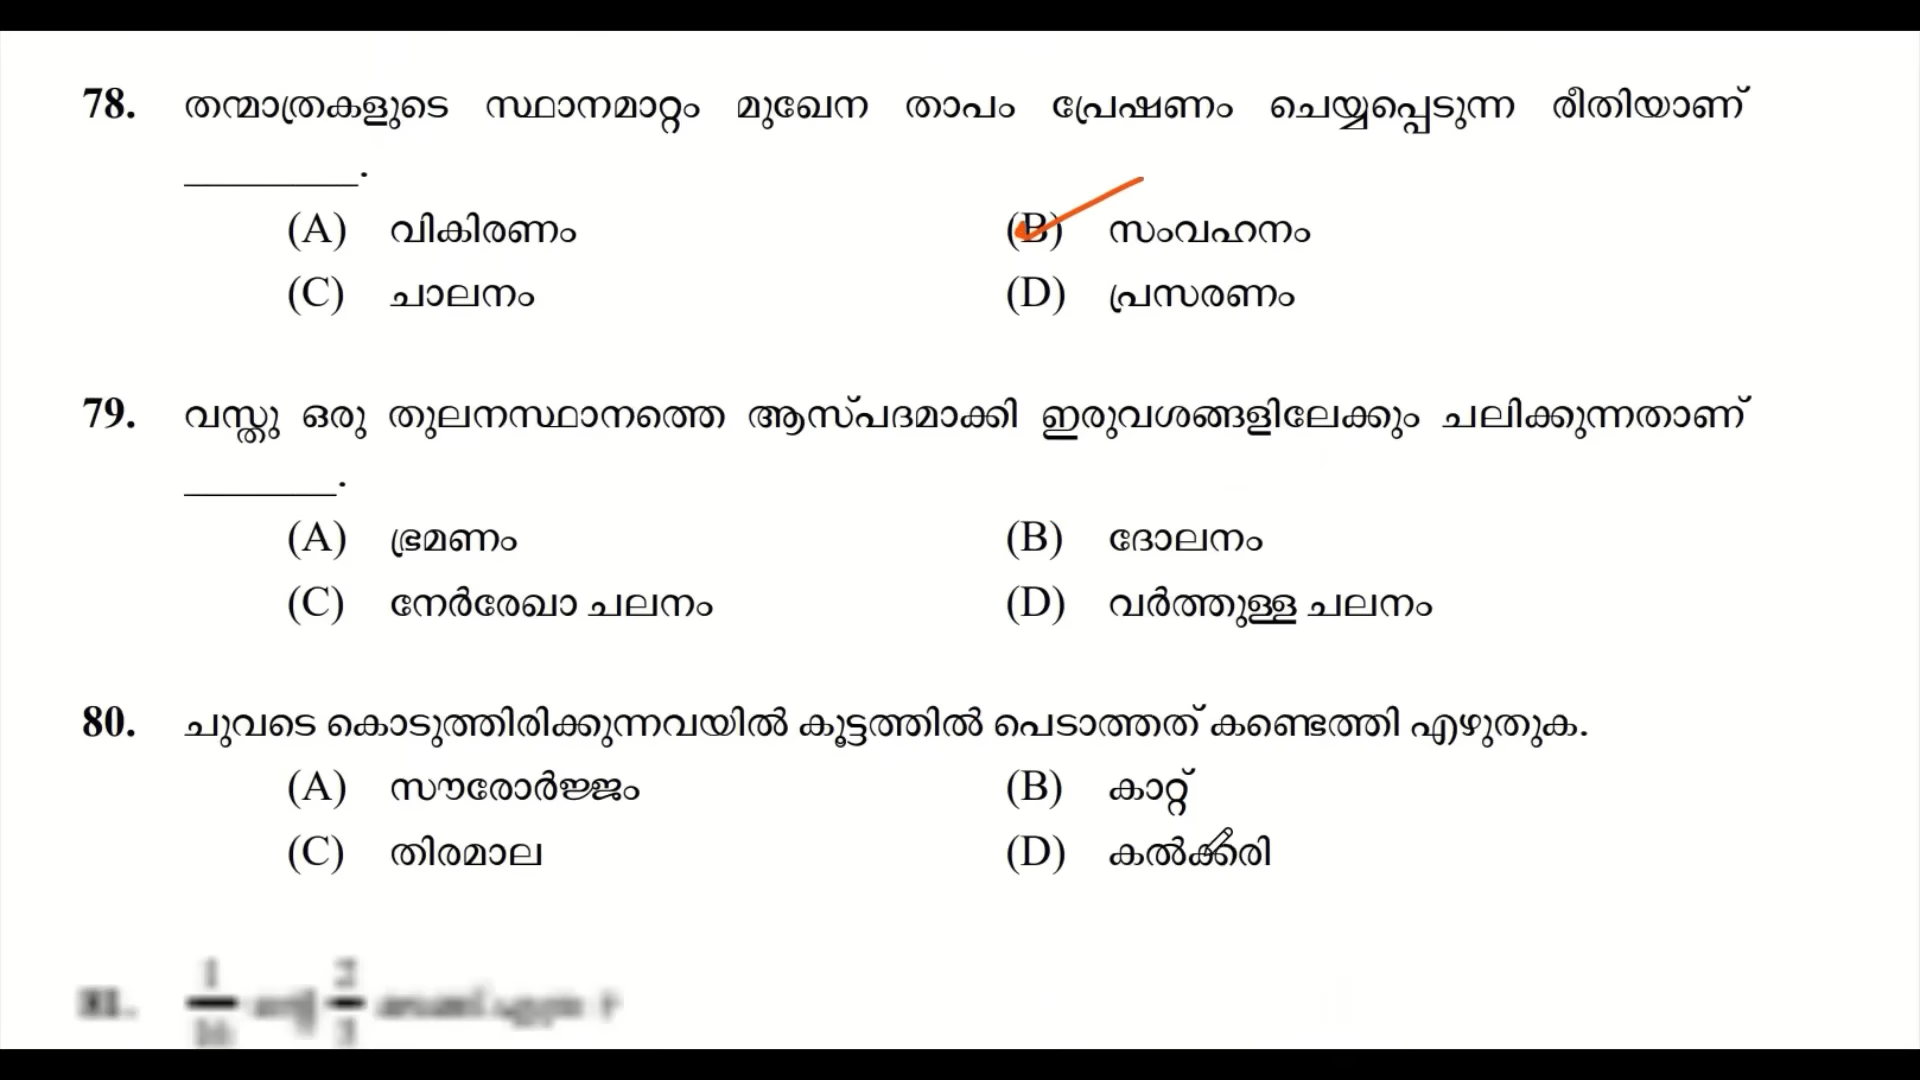 78. തന്മാത്രകളുടെ സ്ഥാനമാറ്റം മുഖേന താപം പ്രേഷണം ചെയ്യപ്പെടുന്ന രീതിയാണ്
________.
(A) വികിരണം (B) സംവഹനം
(C) ചാലനം (D) പ്രസരണം
79. വസ്തു ഒരു തുലനസ്ഥാനത്തെ ആസ്പദമാക്കി ഇരുവശങ്ങളിലേക്കും ചലിക്കുന്നതാണ്
_______.
(A) ഭ്രമണം (B) ദോലനം
(C) നേർരേഖാ ചലനം (D) വർത്തുള്ള ചലനം
80. ചുവടെ കൊടുത്തിരിക്കുന്നവയിൽ കൂട്ടത്തിൽ പെടാത്തത് കണ്ടെത്തി എഴുതുക.
(A) സൗരോർജ്ജം (B) കാറ്റ്
(C) തിരമാല (D) കൽക്കരി